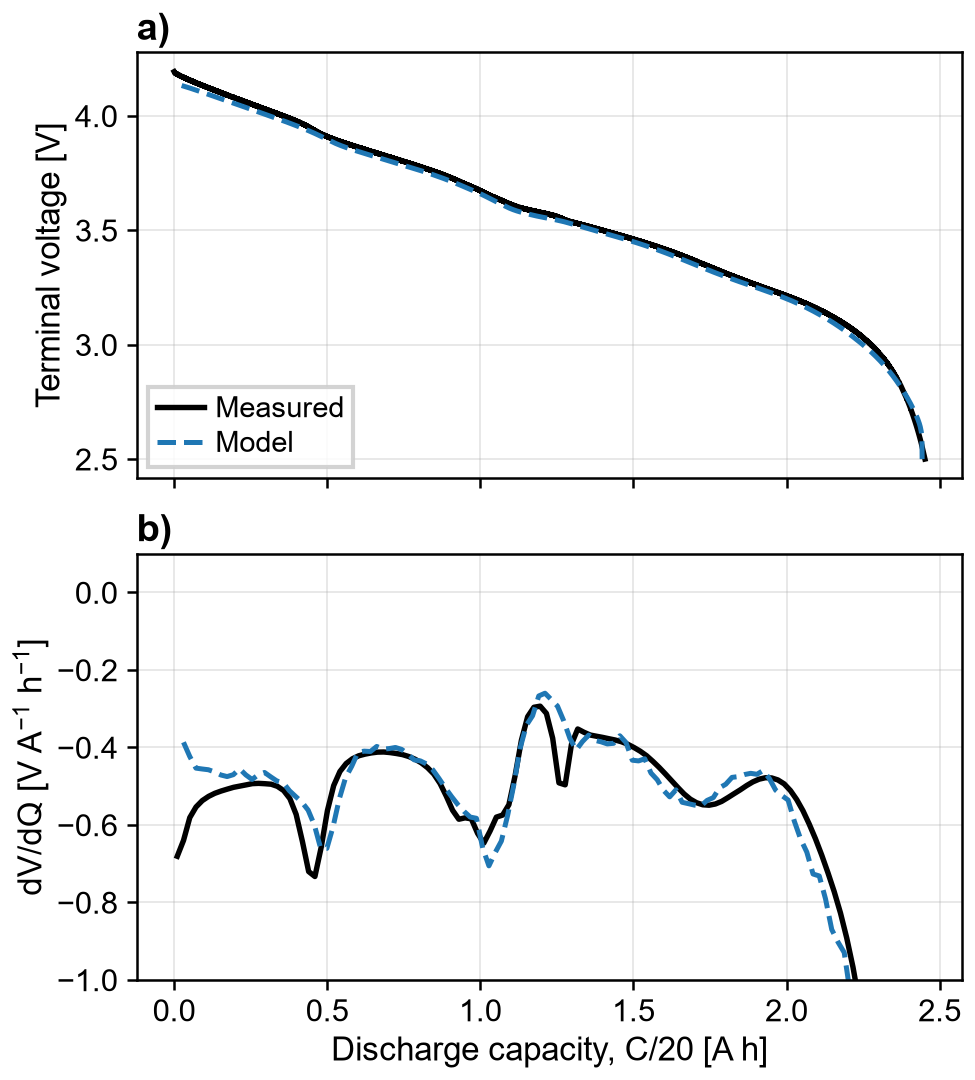 a)
Terminal voltage [V]
4.0
3.5
3.0
2.5
Measured
Model
b)
dV/dQ [V A⁻¹ h⁻¹]
0.0
−0.2
−0.4
−0.6
−0.8
−1.0
0.0 0.5 1.0 1.5 2.0 2.5
Discharge capacity, C/20 [A h]